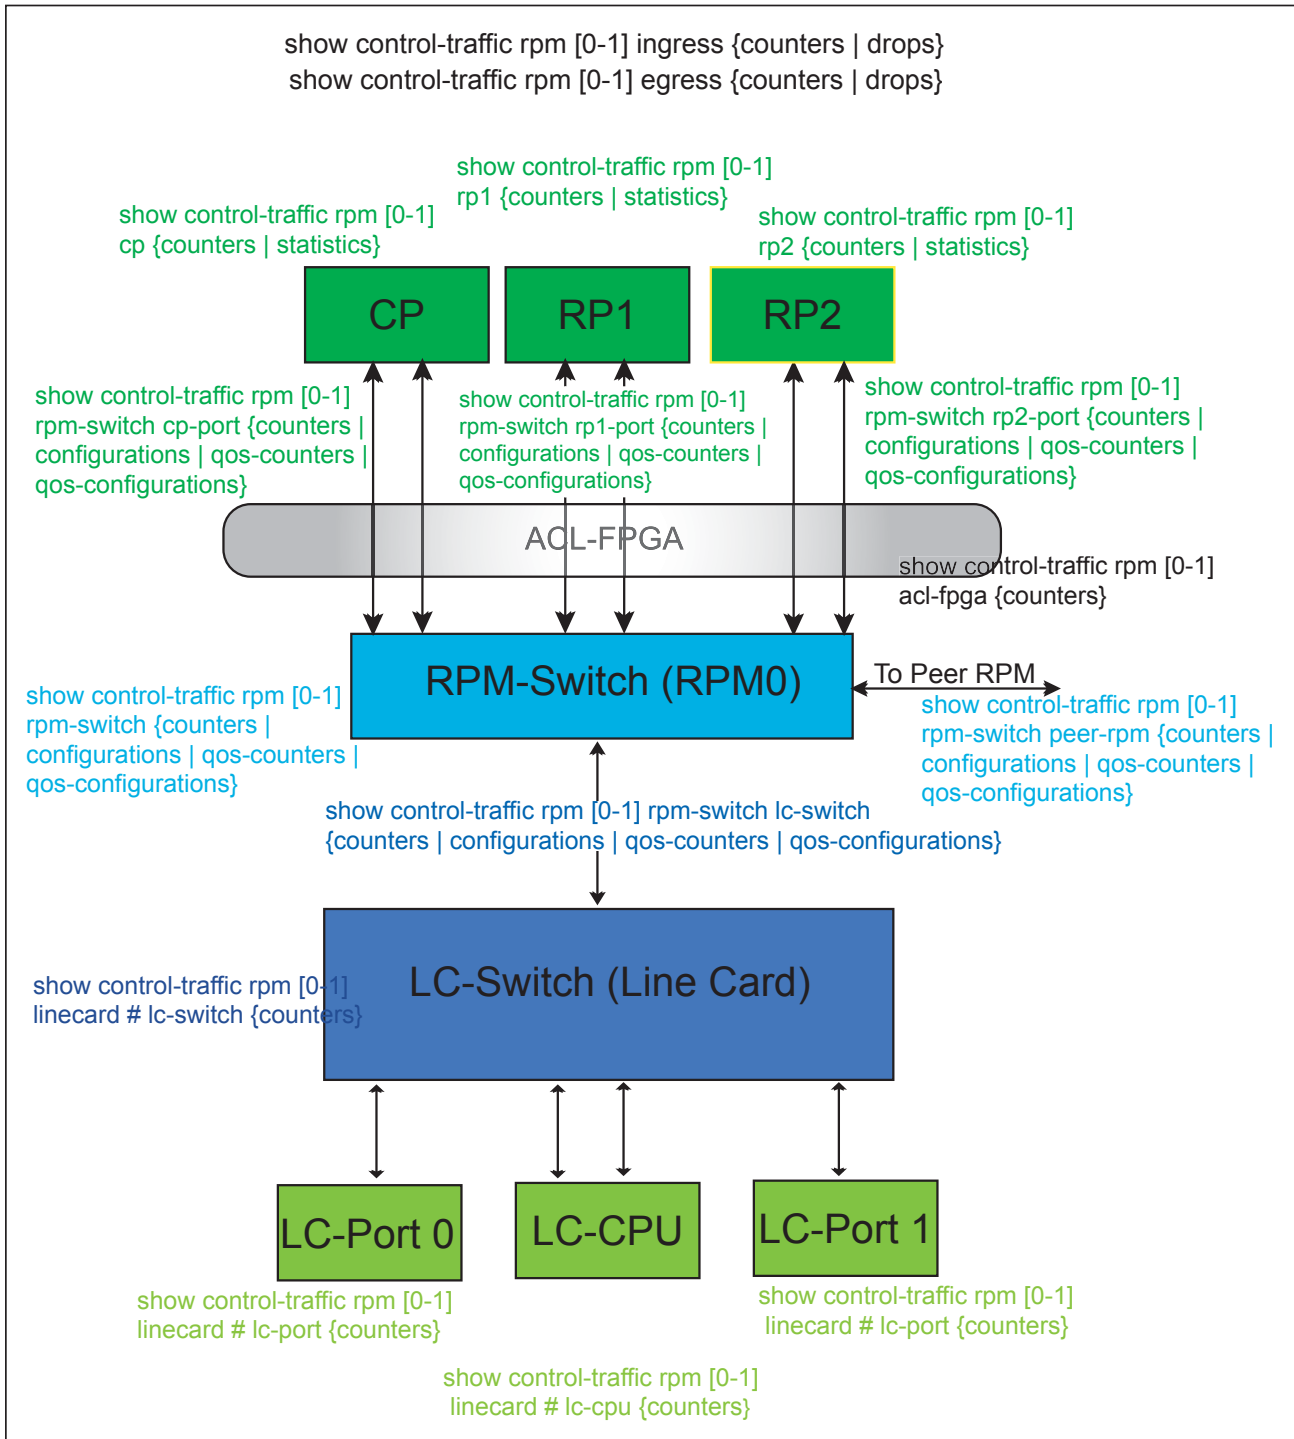 show control-traffic rpm [0-1] ingress {counters | drops}
show control-traffic rpm [0-1] egress {counters | drops}
show control-traffic rpm [0-1]
rp1 {counters | statistics}
show control-traffic rpm [0-1]
cp {counters | statistics}
show control-traffic rpm [0-1]
rp2 {counters | statistics}
CP
RP1
RP2
show control-traffic rpm [0-1]
rpm-switch cp-port {counters |
configurations | qos-counters |
qos-configurations}
show control-traffic rpm [0-1]
rpm-switch rp1-port {counters |
configurations | qos-counters |
qos-configurations}
show control-traffic rpm [0-1]
rpm-switch rp2-port {counters |
configurations | qos-counters |
qos-configurations}
ACL-FPGA
show control-traffic rpm [0-1]
acl-fpga {counters}
RPM-Switch (RPM0)
To Peer RPM
show control-traffic rpm [0-1]
rpm-switch {counters |
configurations | qos-counters |
qos-configurations}
show control-traffic rpm [0-1]
rpm-switch peer-rpm {counters |
configurations | qos-counters |
qos-configurations}
show control-traffic rpm [0-1] rpm-switch lc-switch
{counters | configurations | qos-counters | qos-configurations}
LC-Switch (Line Card)
show control-traffic rpm [0-1]
linecard # lc-switch {counters}
LC-Port 0
LC-CPU
LC-Port 1
show control-traffic rpm [0-1]
linecard # lc-port {counters}
show control-traffic rpm [0-1]
linecard # lc-port {counters}
show control-traffic rpm [0-1]
linecard # lc-cpu {counters}